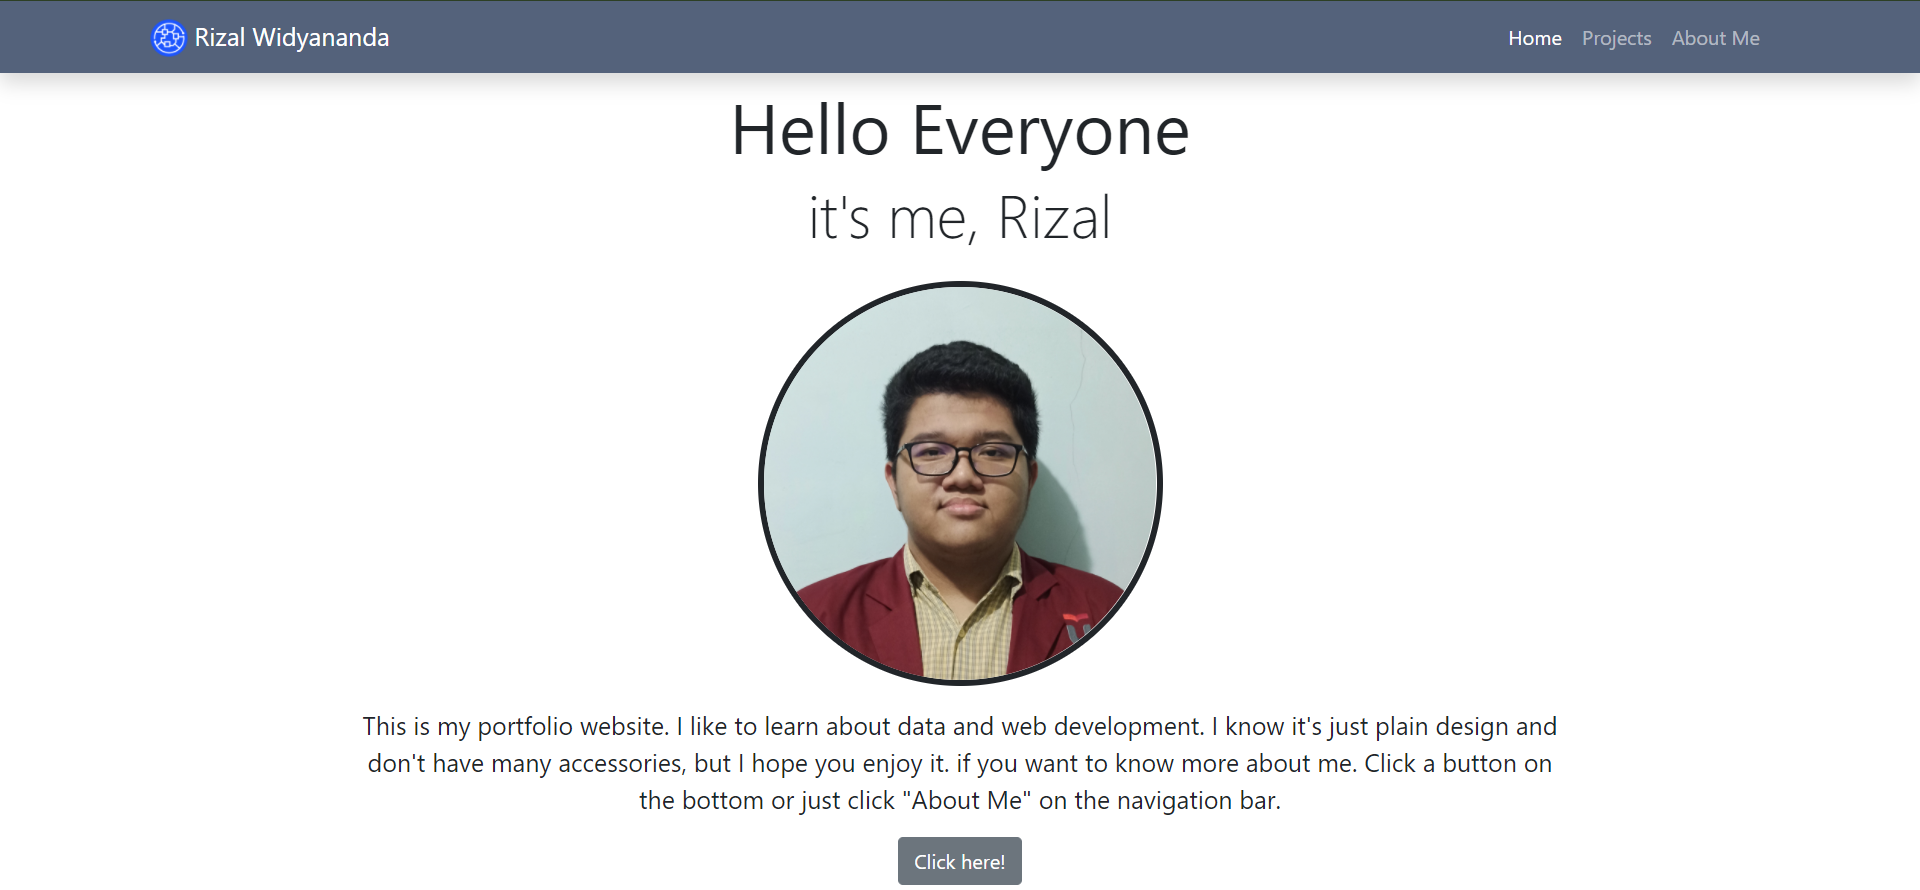 Rizal Widyananda
Home Projects About Me
Hello Everyone
it's me, Rizal
This is my portfolio website. I like to learn about data and web development. I know it's just plain design and
don't have many accessories, but I hope you enjoy it. if you want to know more about me. Click a button on
the bottom or just click "About Me" on the navigation bar.
Click here!